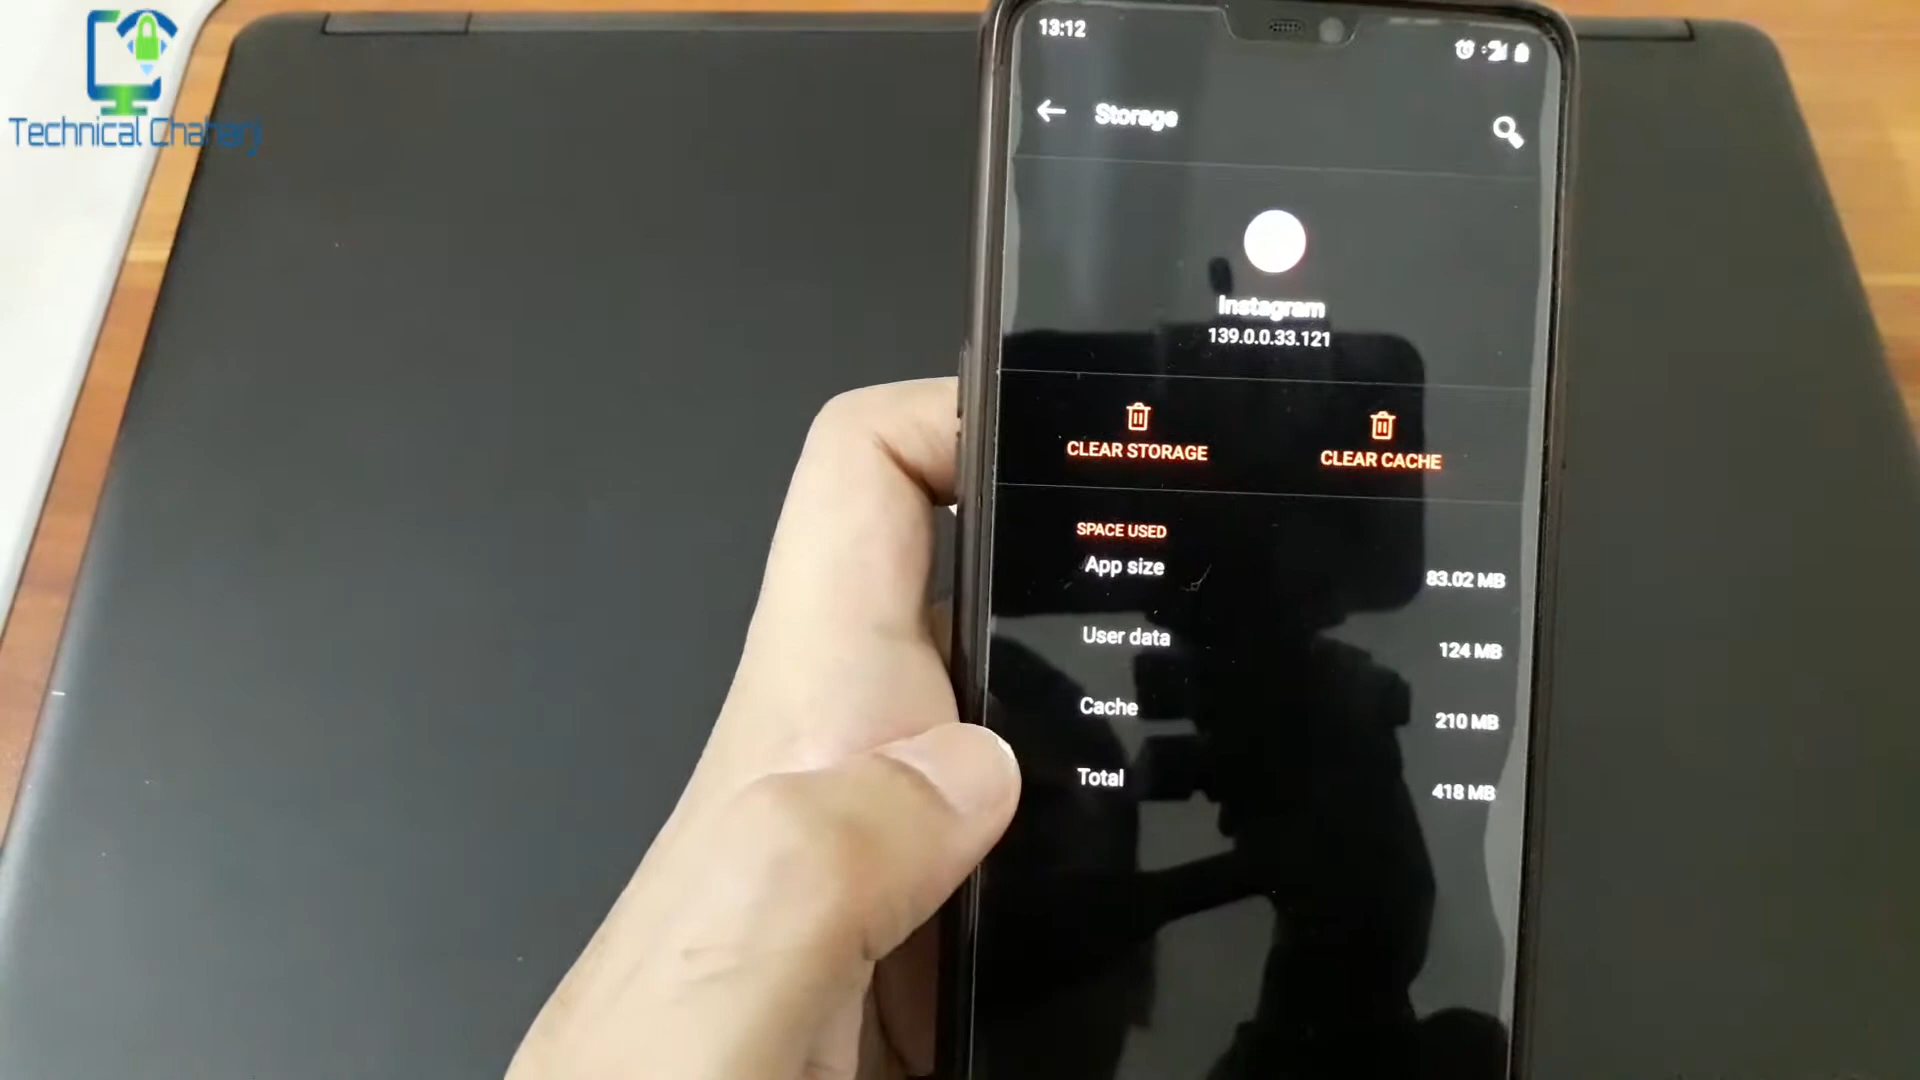 Technical Chaharji
13:12
Storage
Instagram
139.0.0.33.121
CLEAR STORAGE
CLEAR CACHE
SPACE USED
App size
83.02 MB
User data
124 MB
Cache
210 MB
Total
418 MB